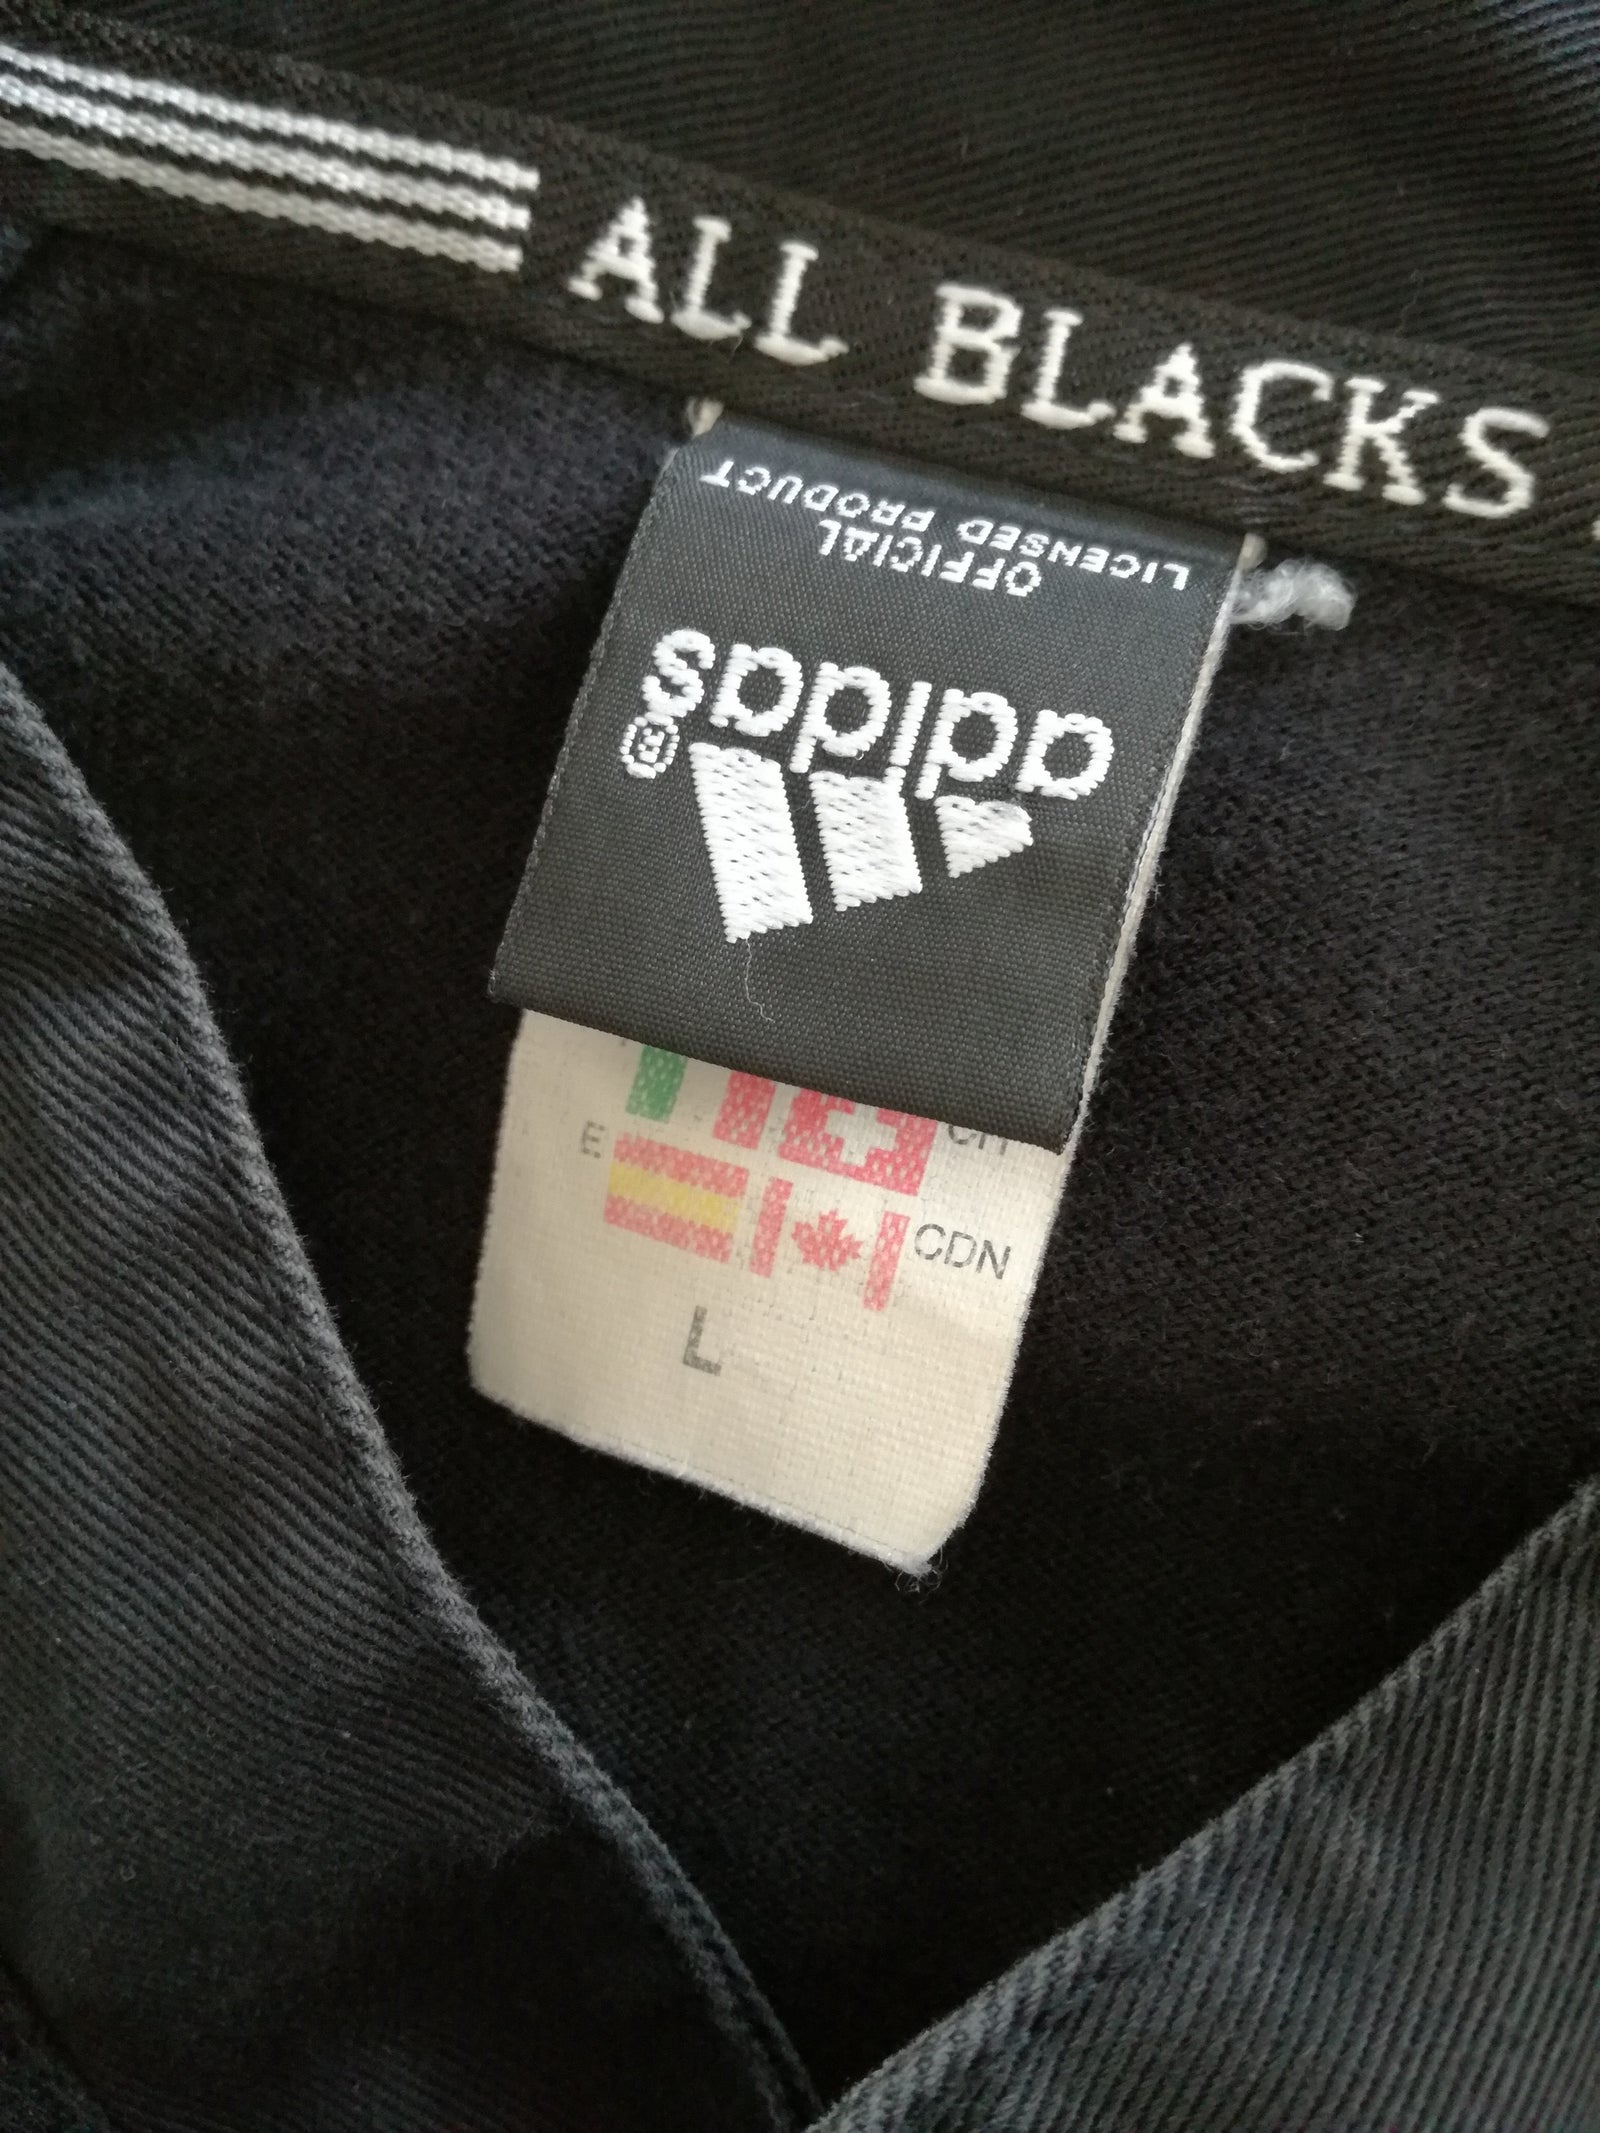 ALL BLACKS
adidas®
OFFICIAL
LICENSED PRODUCT
CH
E
CDN
L